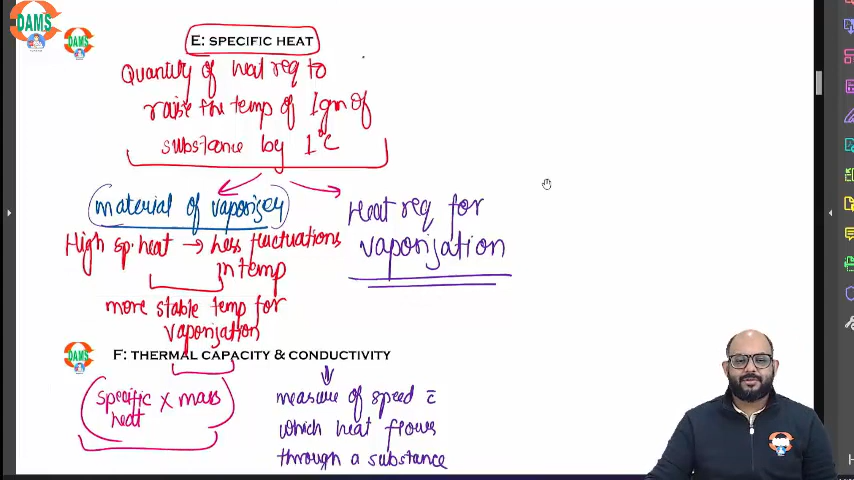 DAMS
E: SPECIFIC HEAT
Quantity of heat req to
raise the temp of 1gm of
substance by 1°C
material of vaporizer
High sp. heat → Less fluctuations
in temp
more stable temp for
vaporization
Heat req for
vaporization
DAMS
F: THERMAL CAPACITY & CONDUCTIVITY
specific x mass
heat
measure of speed c̄
which heat flows
through a substance